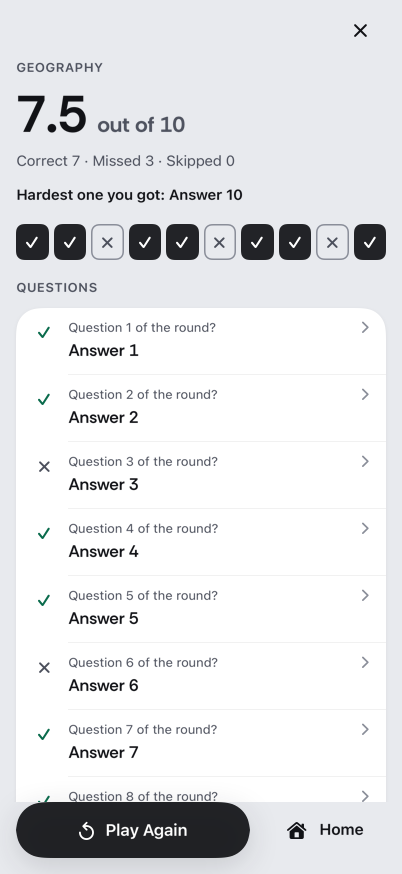 GEOGRAPHY
7.5 out of 10
Correct 7 · Missed 3 · Skipped 0
Hardest one you got: Answer 10
QUESTIONS
Question 1 of the round?
Answer 1
Question 2 of the round?
Answer 2
Question 3 of the round?
Answer 3
Question 4 of the round?
Answer 4
Question 5 of the round?
Answer 5
Question 6 of the round?
Answer 6
Question 7 of the round?
Answer 7
Question 8 of the round?
Play Again
Home